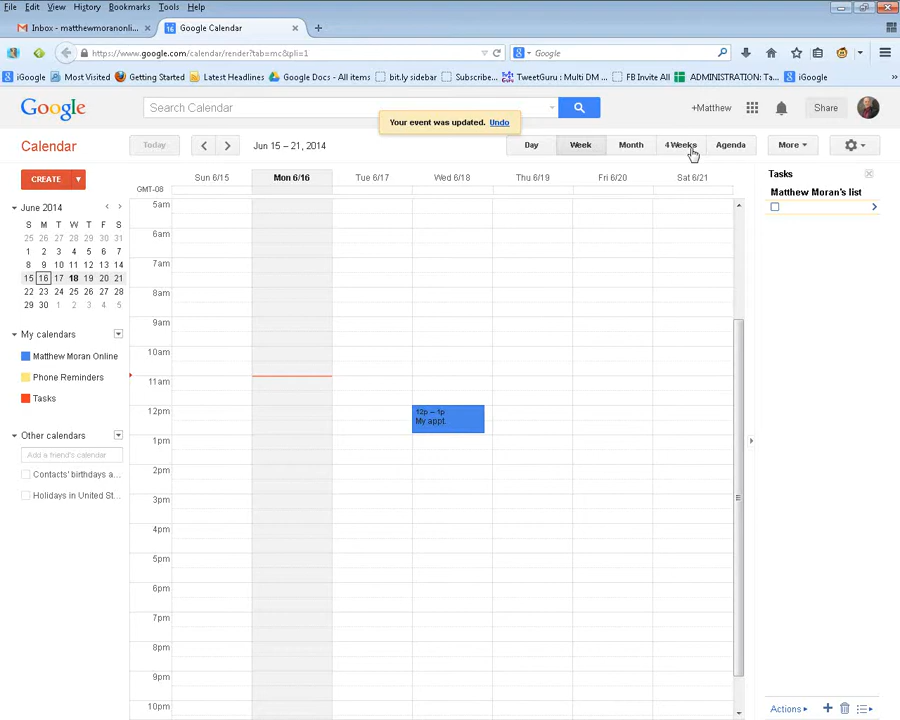 File Edit View History Bookmarks Tools Help
Inbox - matthewmoranonli...
Google Calendar
https://www.google.com/calendar/render?tab=mc&pli=1
Google
iGoogle Most Visited Getting Started Latest Headlines Google Docs - All items bit.ly sidebar Subscribe... TweetGuru : Multi DM ... FB Invite All ADMINISTRATION: Ta... iGoogle
Google
Search Calendar
+Matthew
Share
Your event was updated. Undo
Calendar
Today
Jun 15 – 21, 2014
Day Week Month 4 Weeks Agenda
More
CREATE
GMT-08
Sun 6/15 Mon 6/16 Tue 6/17 Wed 6/18 Thu 6/19 Fri 6/20 Sat 6/21
June 2014
S M T W T F S
25 26 27 28 29 30 31
1 2 3 4 5 6 7
8 9 10 11 12 13 14
15 16 17 18 19 20 21
22 23 24 25 26 27 28
29 30 1 2 3 4 5
My calendars
Matthew Moran Online
Phone Reminders
Tasks
Other calendars
Add a friend's calendar
Contacts' birthdays a...
Holidays in United St...
5am
6am
7am
8am
9am
10am
11am
12pm
1pm
2pm
3pm
4pm
5pm
6pm
7pm
8pm
9pm
10pm
12p – 1p
My appt.
Tasks
Matthew Moran's list
Actions